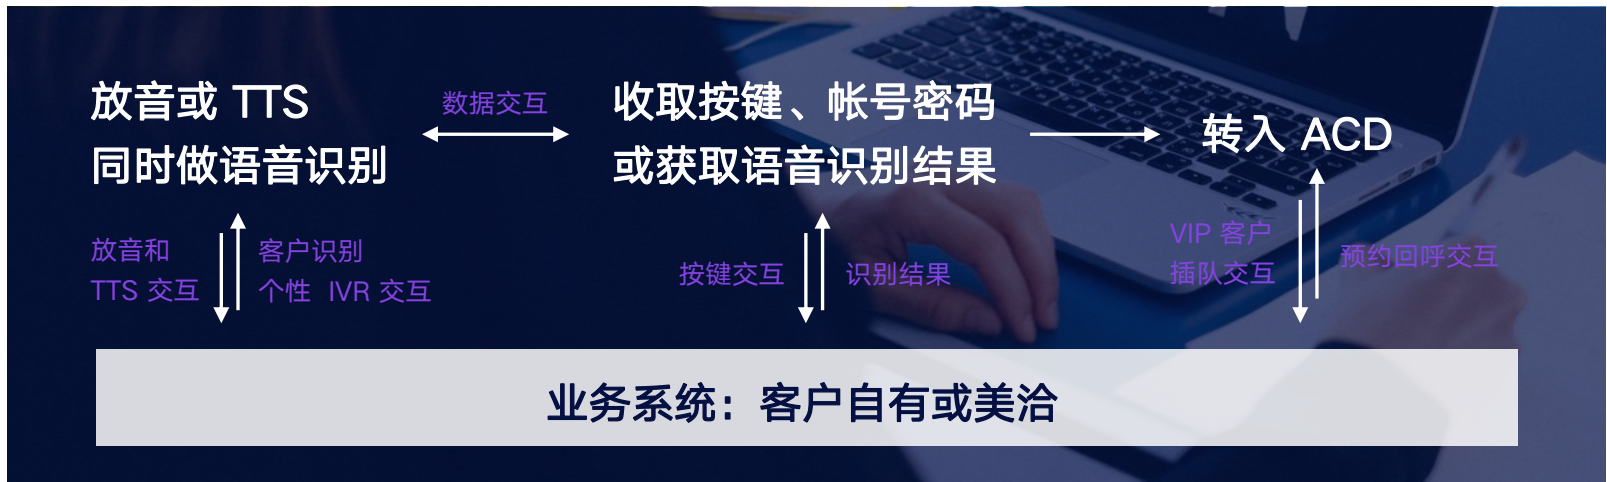 放音或 TTS
同时做语音识别
数据交互
收取按键、帐号密码
或获取语音识别结果
转入 ACD
放音和
TTS 交互
客户识别
个性 IVR 交互
按键交互
识别结果
VIP 客户
插队交互
预约回呼交互
业务系统：客户自有或美洽